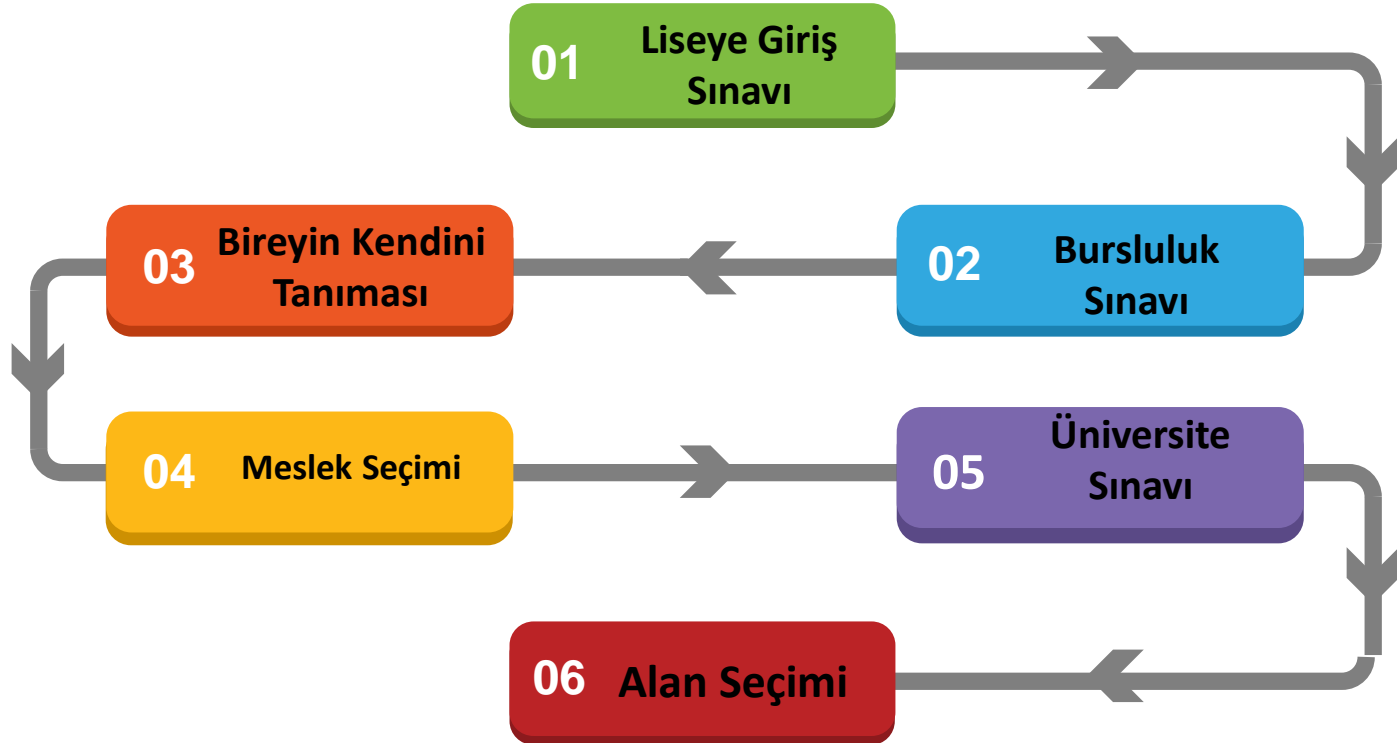 01 Liseye Giriş
Sınavı
02 Bursluluk
Sınavı
03 Bireyin Kendini
Tanıması
04 Meslek Seçimi
05 Üniversite
Sınavı
06 Alan Seçimi